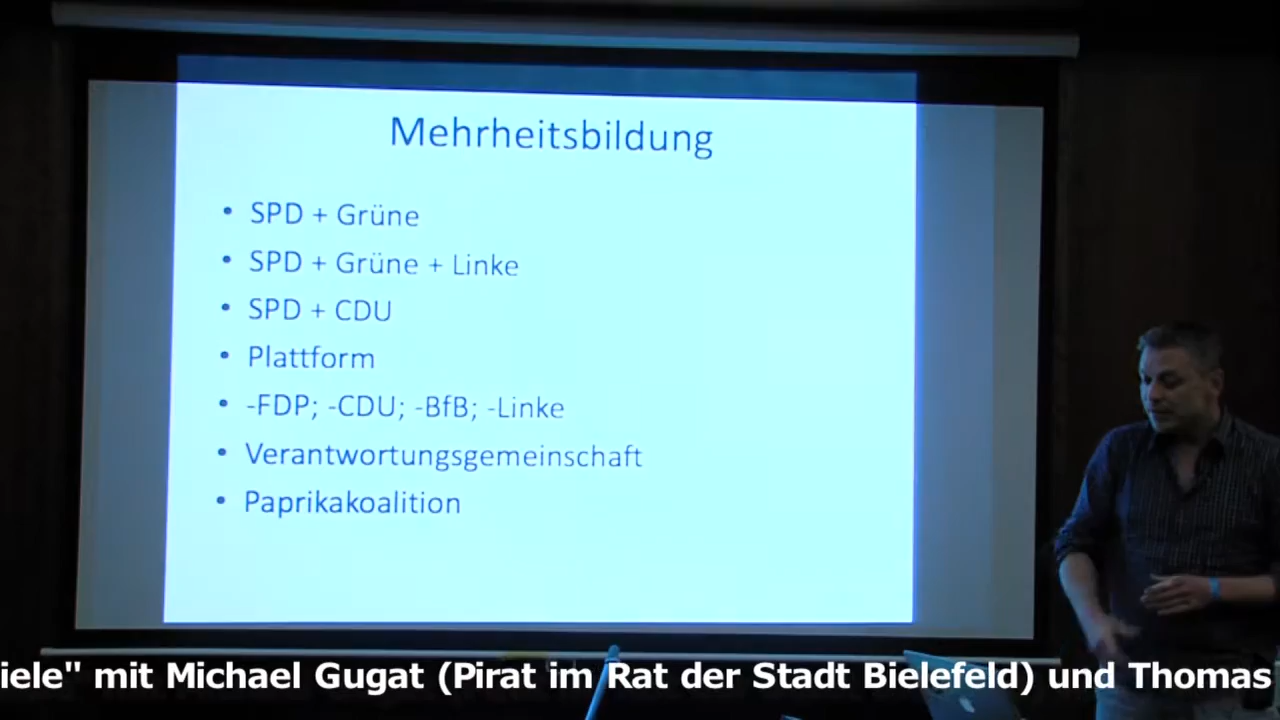 Mehrheitsbildung
• SPD + Grüne
• SPD + Grüne + Linke
• SPD + CDU
• Plattform
• -FDP; -CDU; -BfB; -Linke
• Verantwortungsgemeinschaft
• Paprikakoalition
iele" mit Michael Gugat (Pirat im Rat der Stadt Bielefeld) und Thomas